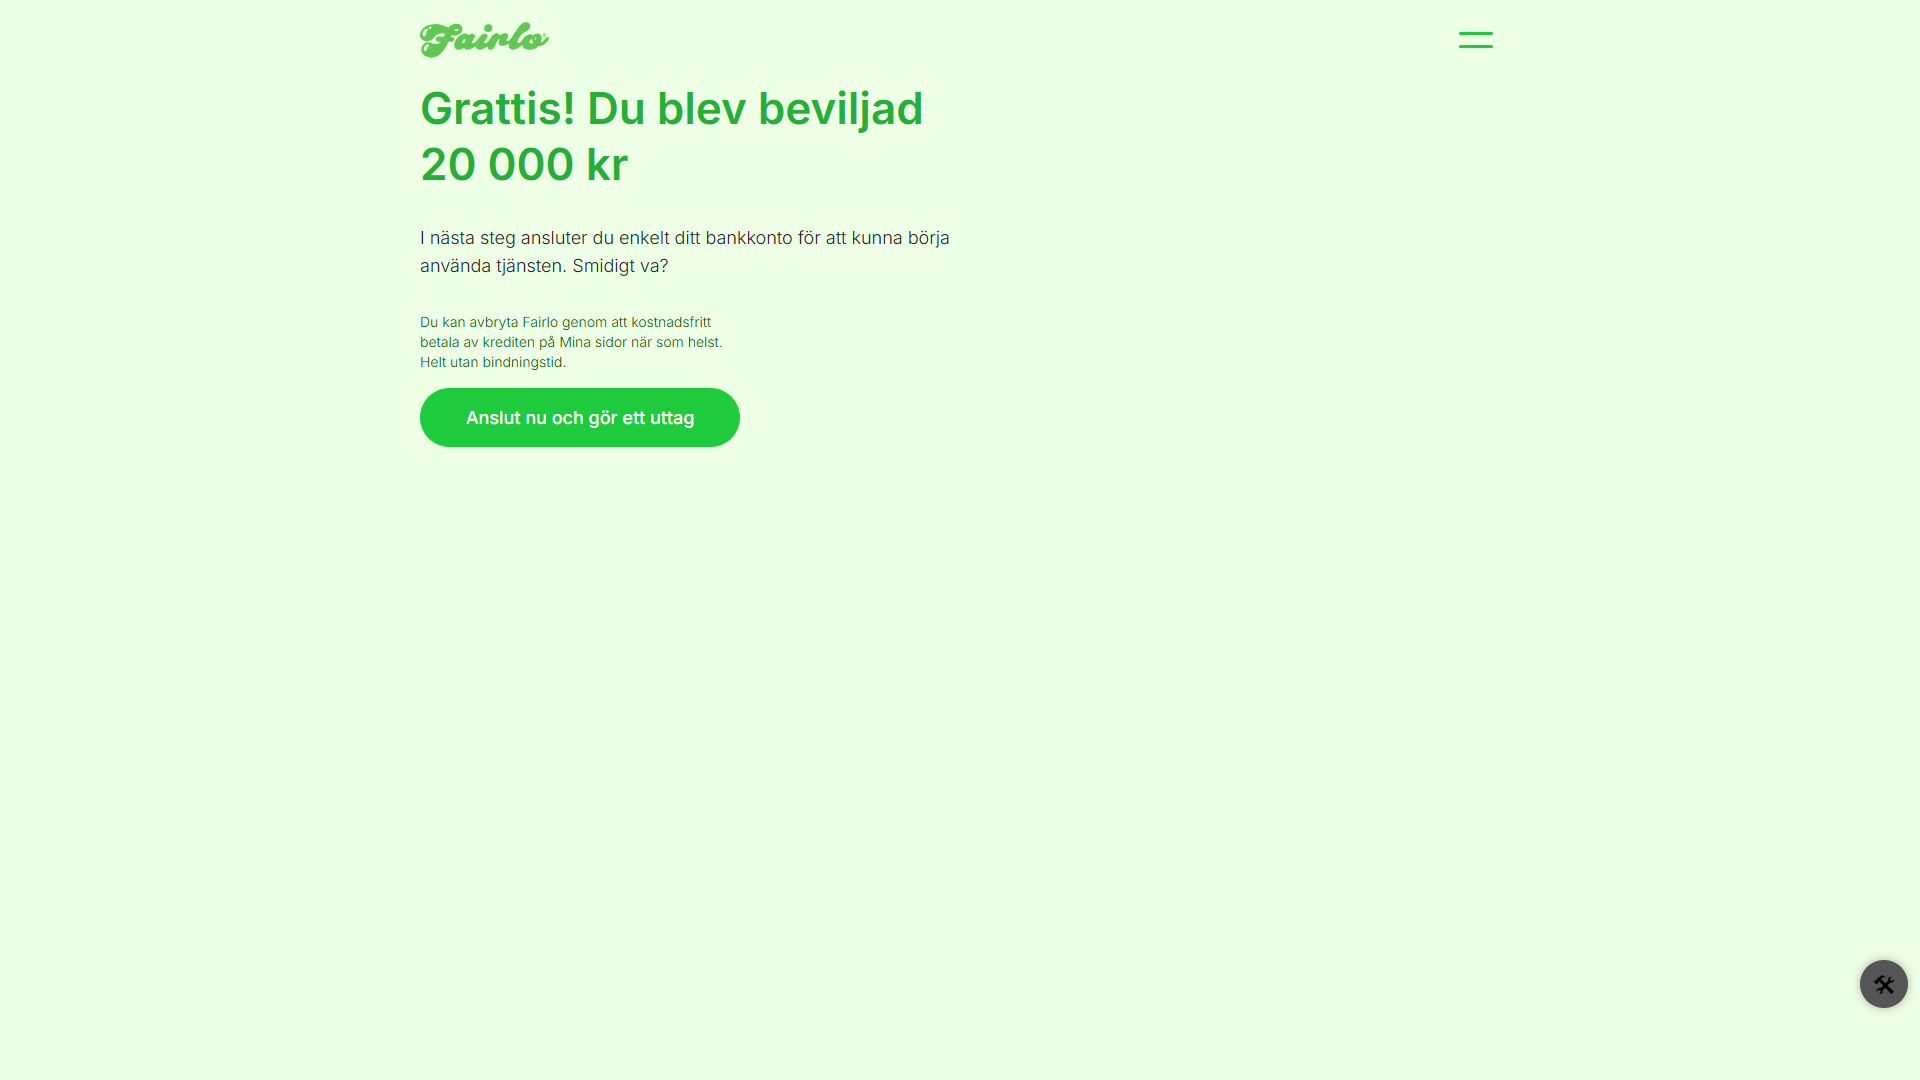 Fairlo
Grattis! Du blev beviljad
20 000 kr
I nästa steg ansluter du enkelt ditt bankkonto för att kunna börja
använda tjänsten. Smidigt va?
Du kan avbryta Fairlo genom att kostnadsfritt
betala av krediten på Mina sidor när som helst.
Helt utan bindningstid.
Anslut nu och gör ett uttag